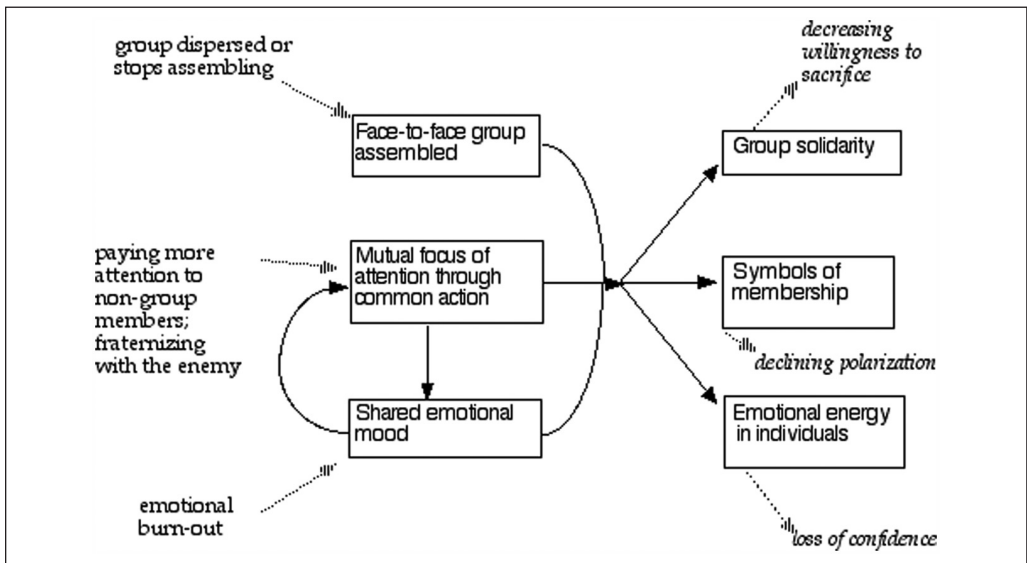 group dispersed or
stops assembling
Face-to-face group
assembled
paying more
attention to
non-group
members;
fraternizing
with the enemy
Mutual focus of
attention through
common action
Shared emotional
mood
emotional
burn-out
decreasing
willingness to
sacrifice
Group solidarity
Symbols of
membership
declining polarization
Emotional energy
in individuals
loss of confidence